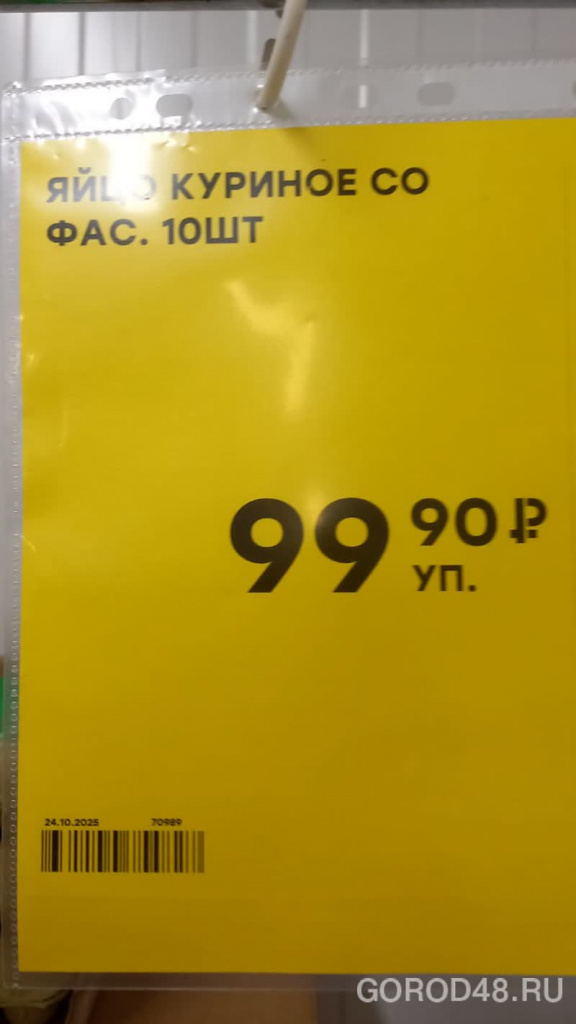 ЯЙЦО КУРИНОЕ СО
ФАС. 10ШТ
99 90 ₽
УП.
24.10.2025 70989
GOROD48.RU